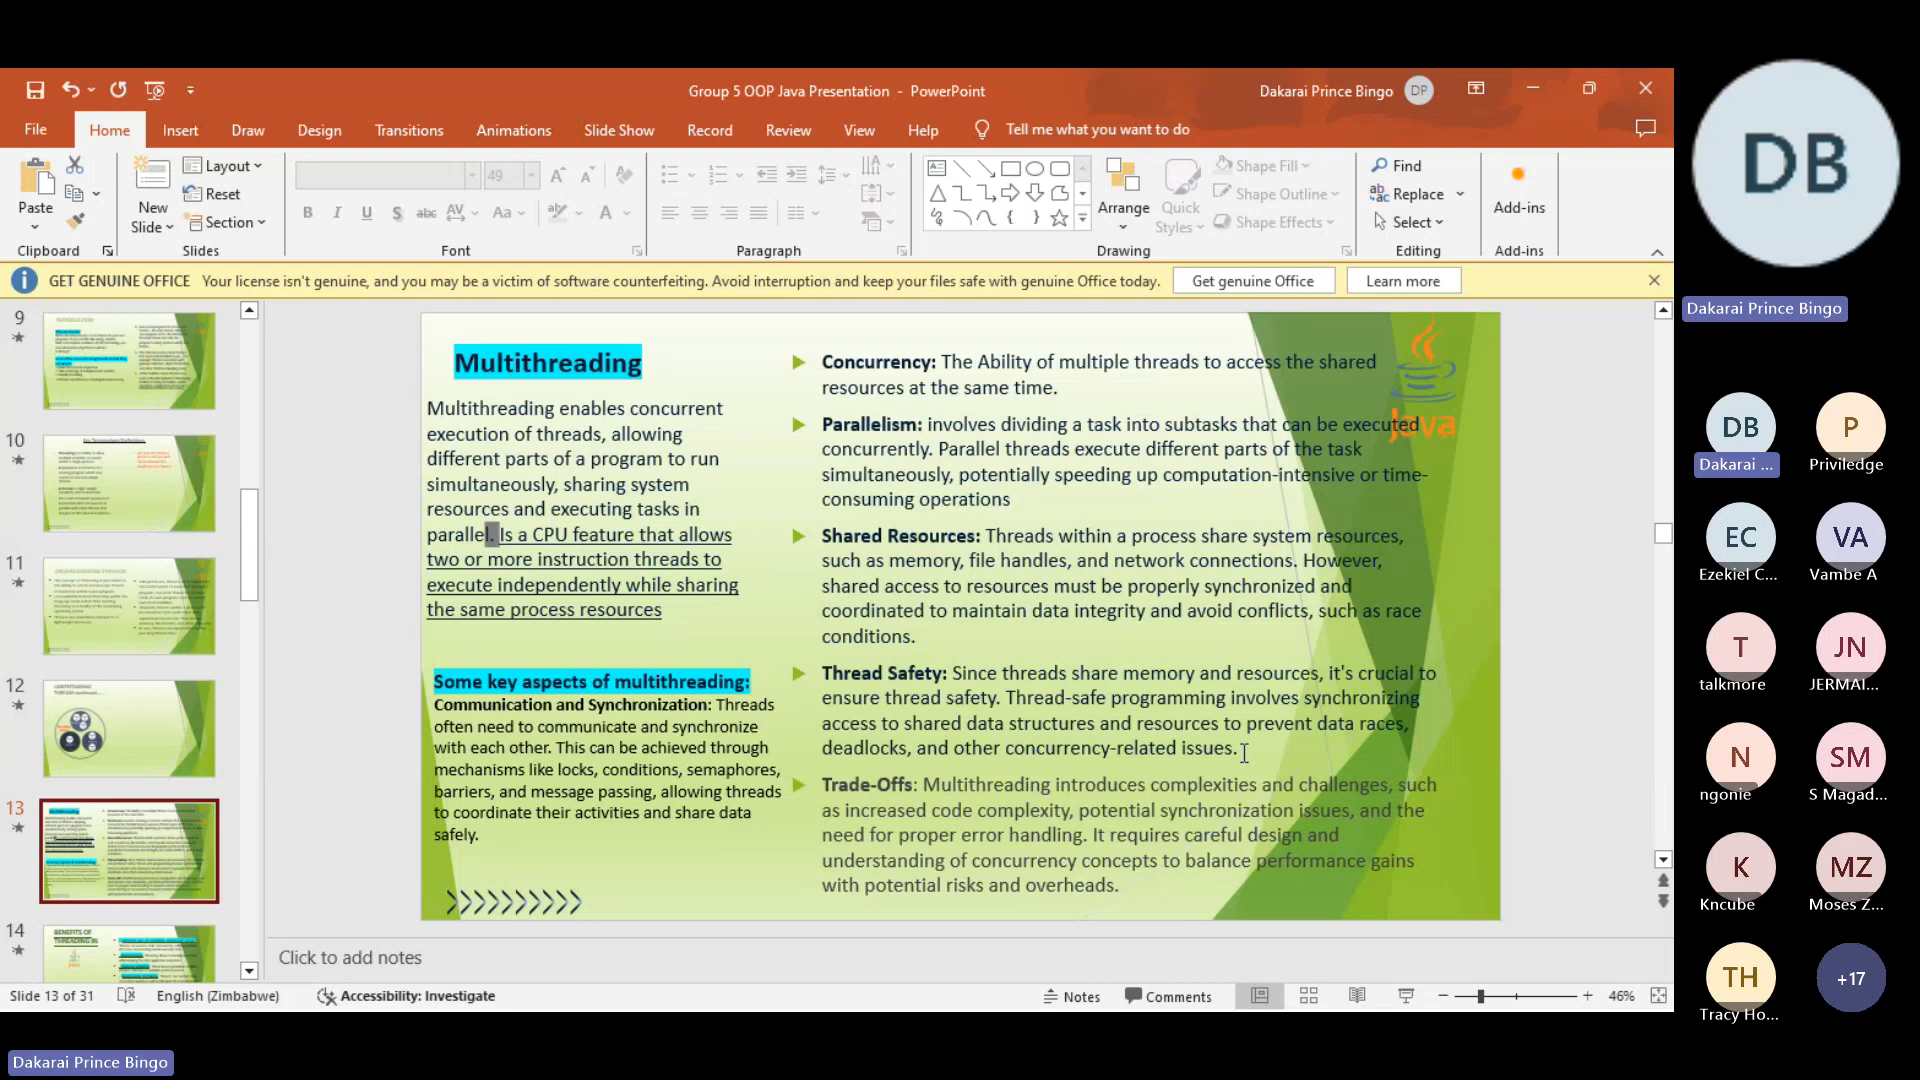 Group 5 OOP Java Presentation - PowerPoint
Dakarai Prince Bingo
DP
File
Home
Insert
Draw
Design
Transitions
Animations
Slide Show
Record
Review
View
Help
Tell me what you want to do
Paste
Clipboard
New
Slide
Layout
Reset
Section
Slides
49
B
I
U
S
abc
AV
Aa
A
Font
Paragraph
Arrange
Quick
Styles
Shape Fill
Shape Outline
Shape Effects
Drawing
Find
Replace
Select
Editing
Add-ins
Add-ins
GET GENUINE OFFICE Your license isn't genuine, and you may be a victim of software counterfeiting. Avoid interruption and keep your files safe with genuine Office today.
Get genuine Office
Learn more
9
10
11
12
13
14
BENEFITS OF
THREADING IN
Multithreading
Multithreading enables concurrent
execution of threads, allowing
different parts of a program to run
simultaneously, sharing system
resources and executing tasks in
parallel. Is a CPU feature that allows
two or more instruction threads to
execute independently while sharing
the same process resources
Some key aspects of multithreading:
Communication and Synchronization: Threads
often need to communicate and synchronize
with each other. This can be achieved through
mechanisms like locks, conditions, semaphores,
barriers, and message passing, allowing threads
to coordinate their activities and share data
safely.
Concurrency: The Ability of multiple threads to access the shared
resources at the same time.
Parallelism: involves dividing a task into subtasks that can be executed
concurrently. Parallel threads execute different parts of the task
simultaneously, potentially speeding up computation-intensive or time-
consuming operations
Shared Resources: Threads within a process share system resources,
such as memory, file handles, and network connections. However,
shared access to resources must be properly synchronized and
coordinated to maintain data integrity and avoid conflicts, such as race
conditions.
Thread Safety: Since threads share memory and resources, it's crucial to
ensure thread safety. Thread-safe programming involves synchronizing
access to shared data structures and resources to prevent data races,
deadlocks, and other concurrency-related issues.
Trade-Offs: Multithreading introduces complexities and challenges, such
as increased code complexity, potential synchronization issues, and the
need for proper error handling. It requires careful design and
understanding of concurrency concepts to balance performance gains
with potential risks and overheads.
Java
Click to add notes
Slide 13 of 31
English (Zimbabwe)
Accessibility: Investigate
Notes
Comments
46%
DB
Dakarai Prince Bingo
DB
Dakarai ...
P
Priviledge
EC
Ezekiel C...
VA
Vambe A
T
talkmore
JN
JERMAI...
N
ngonie
SM
S Magad...
K
Kncube
MZ
Moses Z...
TH
Tracy Ho...
+17
Dakarai Prince Bingo